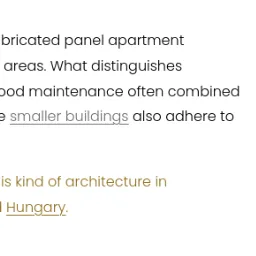 bricated panel apartment
areas. What distinguishes
ood maintenance often combined
e smaller buildings also adhere to
is kind of architecture in
Hungary.